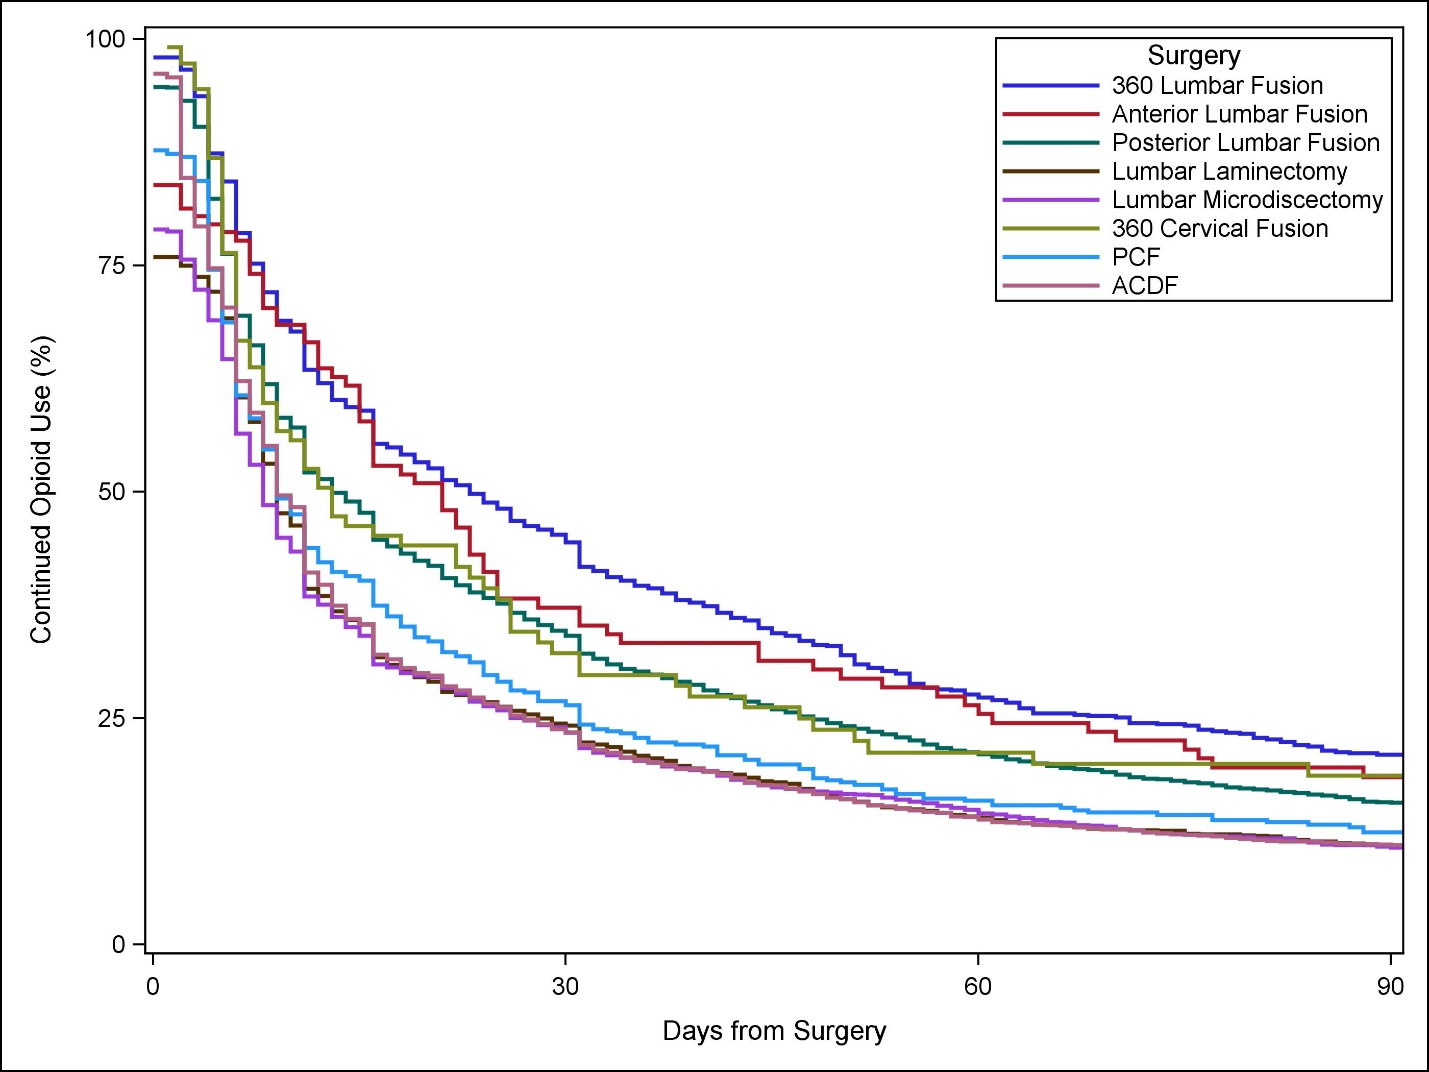 100
75
50
25
0
Continued Opioid Use (%)
Surgery
360 Lumbar Fusion
Anterior Lumbar Fusion
Posterior Lumbar Fusion
Lumbar Laminectomy
Lumbar Microdiscectomy
360 Cervical Fusion
PCF
ACDF
0 30 60 90
Days from Surgery